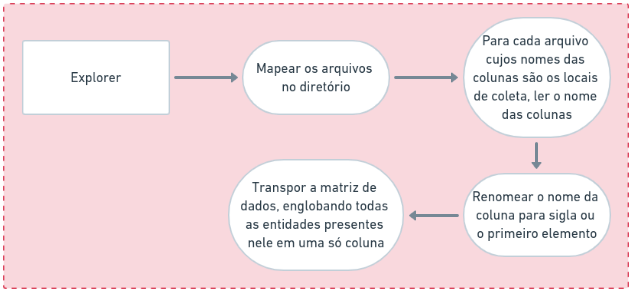 Explorer
Mapear os arquivos
no diretório
Para cada arquivo
cujos nomes das
colunas são os locais
de coleta, ler o nome
das colunas
Renomear o nome da
coluna para sigla ou
o primeiro elemento
Transpor a matriz de
dados, englobando todas
as entidades presentes
nele em uma só coluna